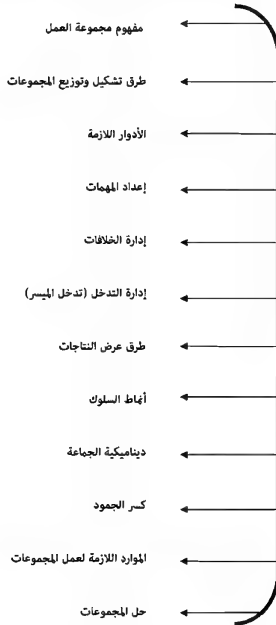 مفهوم مجموعة العمل
طرق تشكيل وتوزيع المجموعات
الأدوار اللازمة
إعداد المهمات
إدارة الخلافات
إدارة التدخل (تدخل الميسر)
طرق عرض النتاجات
أنماط السلوك
ديناميكية الجماعة
كسر الجمود
الموارد اللازمة لعمل المجموعات
حل المجموعات